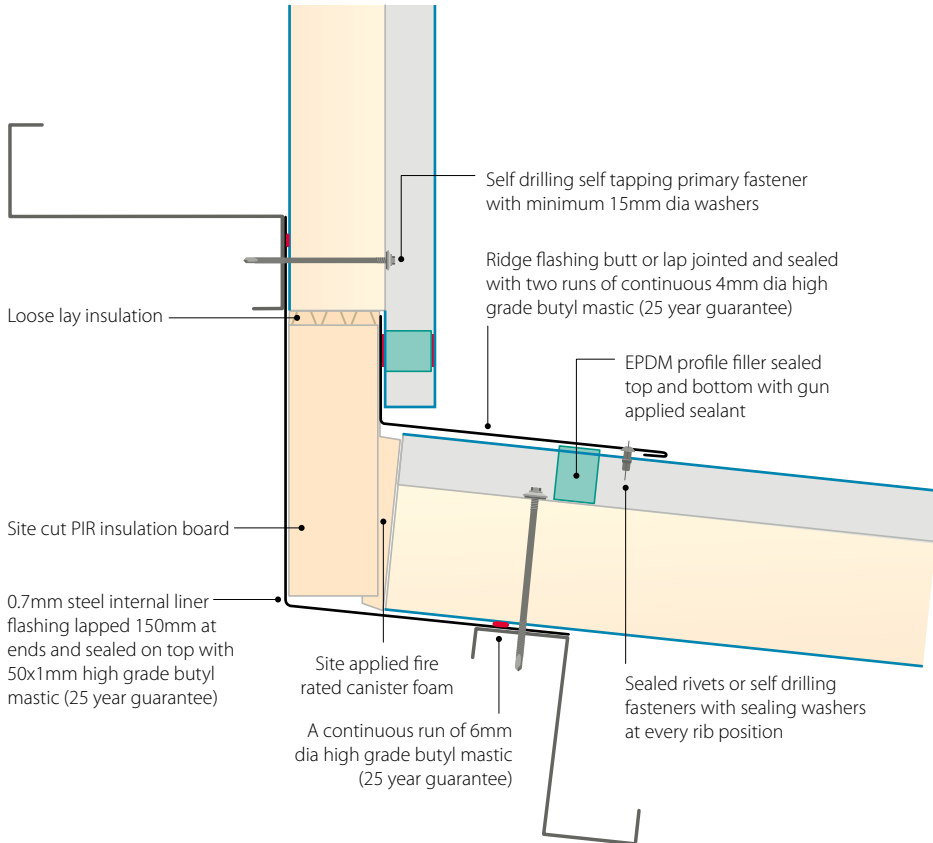 Self drilling self tapping primary fastener
with minimum 15mm dia washers
Ridge flashing butt or lap jointed and sealed
with two runs of continuous 4mm dia high
grade butyl mastic (25 year guarantee)
Loose lay insulation
EPDM profile filler sealed
top and bottom with gun
applied sealant
Site cut PIR insulation board
0.7mm steel internal liner
flashing lapped 150mm at
ends and sealed on top with
50x1mm high grade butyl
mastic (25 year guarantee)
Site applied fire
rated canister foam
A continuous run of 6mm
dia high grade butyl mastic
(25 year guarantee)
Sealed rivets or self drilling
fasteners with sealing washers
at every rib position